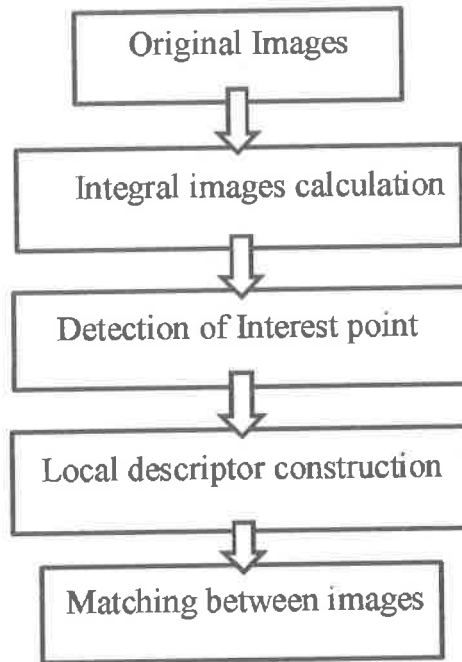 Original Images
Integral images calculation
Detection of Interest point
Local descriptor construction
Matching between images